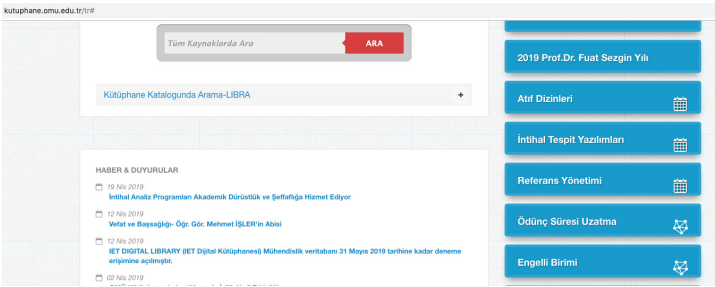 kutuphane.omu.edu.tr/tr#
Tüm Kaynaklarda Ara
ARA
Kütüphane Katalogunda Arama-LIBRA
+
HABER & DUYURULAR
19 Nis 2019
İntihal Analiz Programları Akademik Dürüstlük ve Şeffaflığa Hizmet Ediyor
12 Nis 2019
Vefat ve Başsağlığı- Öğr. Gör. Mehmet İŞLER'in Abisi
12 Nis 2019
IET DIGITAL LIBRARY (IET Dijital Kütüphanesi) Mühendislik veritabanı 31 Mayıs 2019 tarihine kadar deneme
erişimine açılmıştır.
02 Nis 2019
2019 Prof.Dr. Fuat Sezgin Yılı
Atıf Dizinleri
İntihal Tespit Yazılımları
Referans Yönetimi
Ödünç Süresi Uzatma
Engelli Birimi